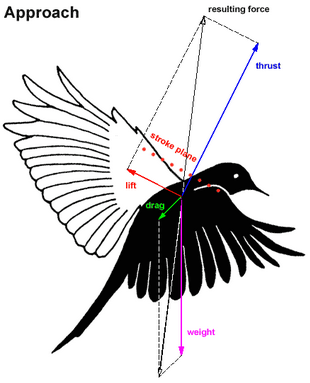 Approach
resulting force
thrust
stroke plane
lift
drag
weight